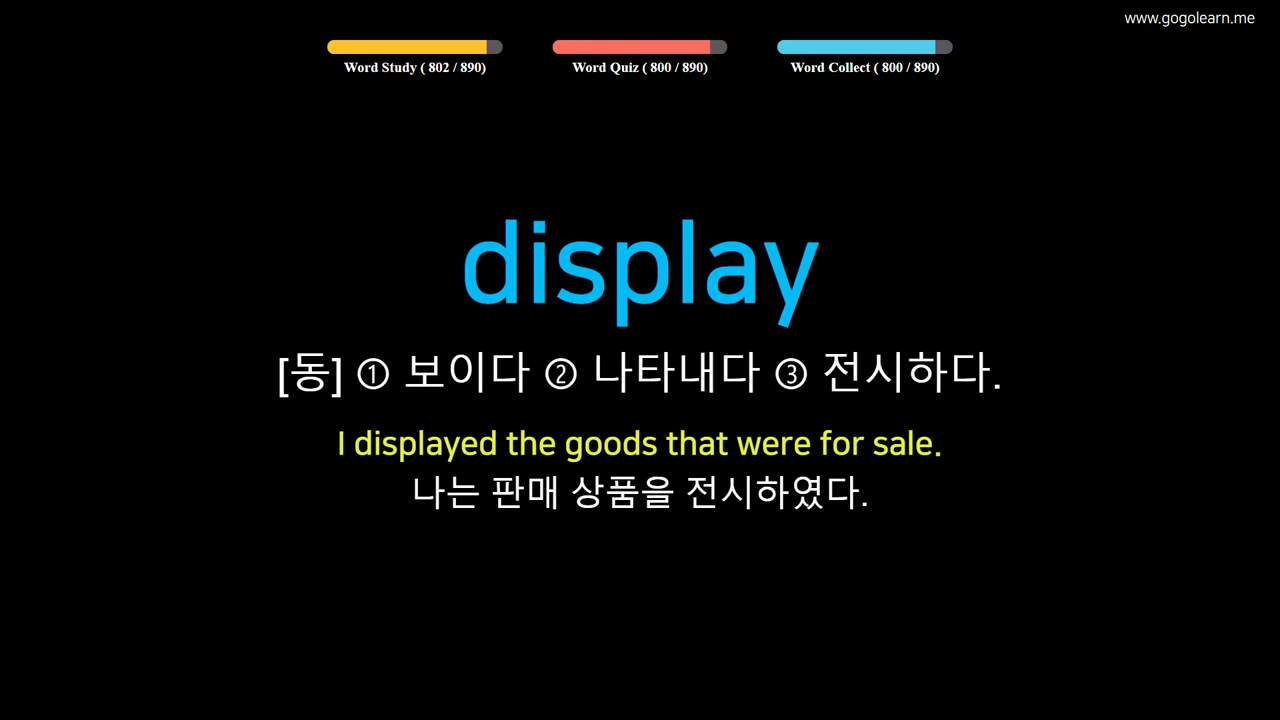 www.gogolearn.me
Word Study ( 802 / 890)
Word Quiz ( 800 / 890)
Word Collect ( 800 / 890)
display
[동] ① 보이다 ② 나타내다 ③ 전시하다.
I displayed the goods that were for sale.
나는 판매 상품을 전시하였다.